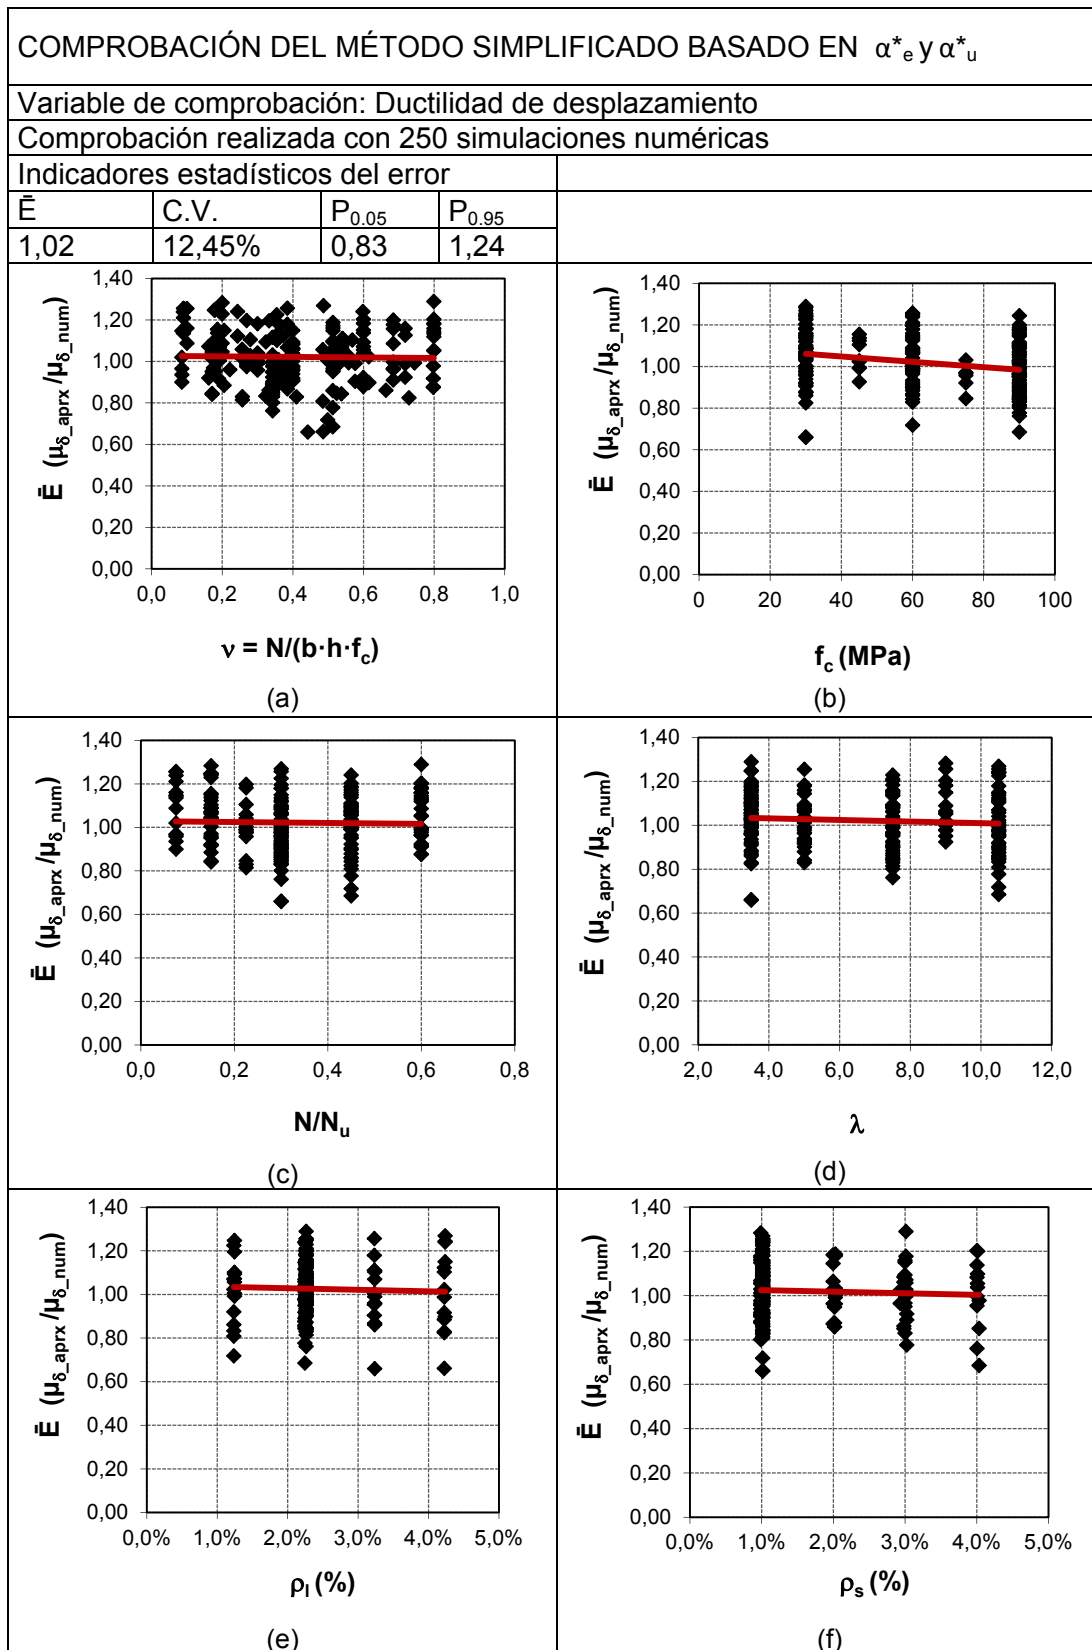 COMPROBACIÓN DEL MÉTODO SIMPLIFICADO BASADO EN α*e y α*u
Variable de comprobación: Ductilidad de desplazamiento
Comprobación realizada con 250 simulaciones numéricas
Indicadores estadísticos del error
Ē C.V. P0.05 P0.95
1,02 12,45% 0,83 1,24
Ē (µδ_aprx /µδ_num)
1,40
1,20
1,00
0,80
0,60
0,40
0,20
0,00
0,0 0,2 0,4 0,6 0,8 1,0
ν = N/(b·h·fc)
(a)
Ē (µδ_aprx /µδ_num)
1,40
1,20
1,00
0,80
0,60
0,40
0,20
0,00
0 20 40 60 80 100
fc (MPa)
(b)
Ē (µδ_aprx /µδ_num)
1,40
1,20
1,00
0,80
0,60
0,40
0,20
0,00
0,0 0,2 0,4 0,6 0,8
N/Nu
(c)
Ē (µδ_aprx /µδ_num)
1,40
1,20
1,00
0,80
0,60
0,40
0,20
0,00
2,0 4,0 6,0 8,0 10,0 12,0
λ
(d)
Ē (µδ_aprx /µδ_num)
1,40
1,20
1,00
0,80
0,60
0,40
0,20
0,00
0,0% 1,0% 2,0% 3,0% 4,0% 5,0%
ρl (%)
(e)
Ē (µδ_aprx /µδ_num)
1,40
1,20
1,00
0,80
0,60
0,40
0,20
0,00
0,0% 1,0% 2,0% 3,0% 4,0% 5,0%
ρs (%)
(f)